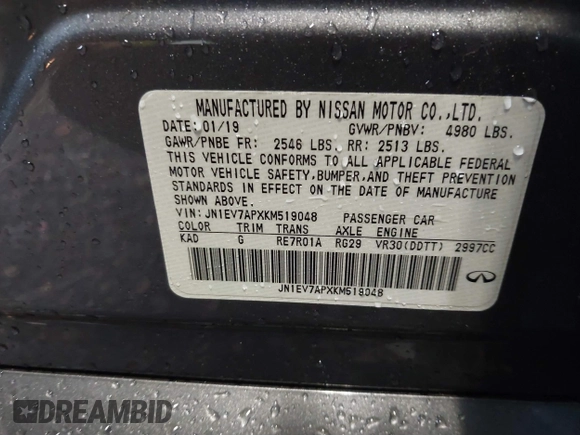 MANUFACTURED BY NISSAN MOTOR CO.,LTD.
DATE: 01/19 GVWR/PNBV: 4980 LBS.
GAWR/PNBE FR: 2546 LBS. RR: 2513 LBS.
THIS VEHICLE CONFORMS TO ALL APPLICABLE FEDERAL
MOTOR VEHICLE SAFETY,BUMPER,AND THEFT PREVENTION
STANDARDS IN EFFECT ON THE DATE OF MANUFACTURE
SHOWN ABOVE.
VIN: JN1EV7APXKM519048 PASSENGER CAR
COLOR TRIM TRANS AXLE ENGINE
KAD G RE7R01A RG29 VR30(DDTT) 2997CC
JN1EV7APXKM519048
DREAMBID